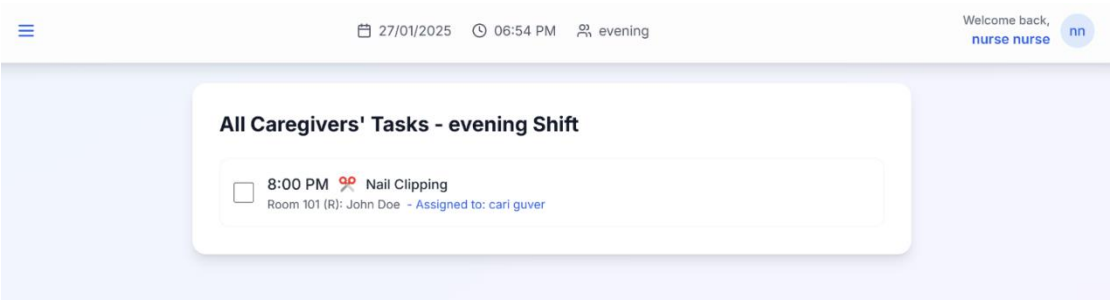 27/01/2025 06:54 PM evening
Welcome back,
nurse nurse
nn
All Caregivers' Tasks - evening Shift
8:00 PM Nail Clipping
Room 101 (R): John Doe - Assigned to: cari guver